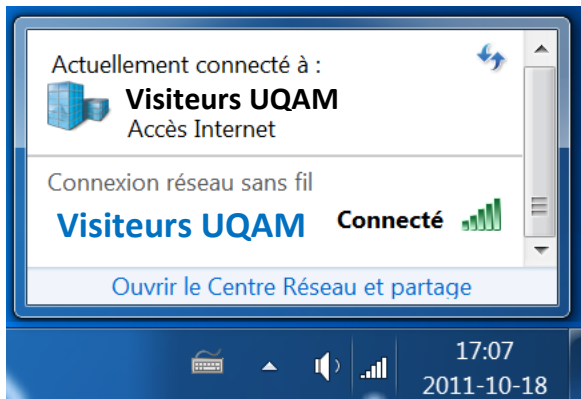 Actuellement connecté à :
Visiteurs UQAM
Accès Internet
Connexion réseau sans fil
Visiteurs UQAM Connecté
Ouvrir le Centre Réseau et partage
17:07
2011-10-18